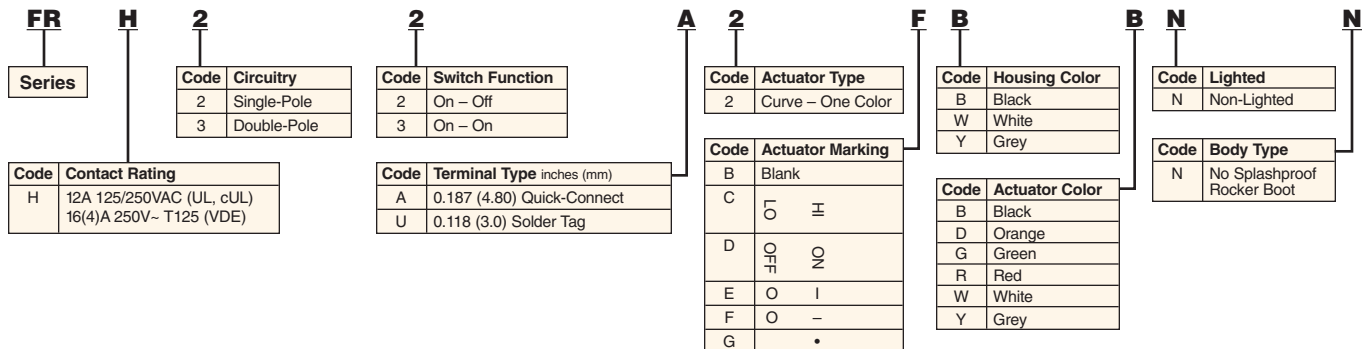 FR H 2 2 A 2 F B B N N
Series
Code Circuitry
2 Single-Pole
3 Double-Pole
Code Switch Function
2 On – Off
3 On – On
Code Actuator Type
2 Curve – One Color
Code Housing Color
B Black
W White
Y Grey
Code Lighted
N Non-Lighted
Code Contact Rating
H 12A 125/250VAC (UL, cUL)
16(4)A 250V~ T125 (VDE)
Code Terminal Type inches (mm)
A 0.187 (4.80) Quick-Connect
U 0.118 (3.0) Solder Tag
Code Actuator Marking
B Blank
C LO HI
D OFF ON
E O I
F O –
G •
Code Actuator Color
B Black
D Orange
G Green
R Red
W White
Y Grey
Code Body Type
N No Splashproof
Rocker Boot